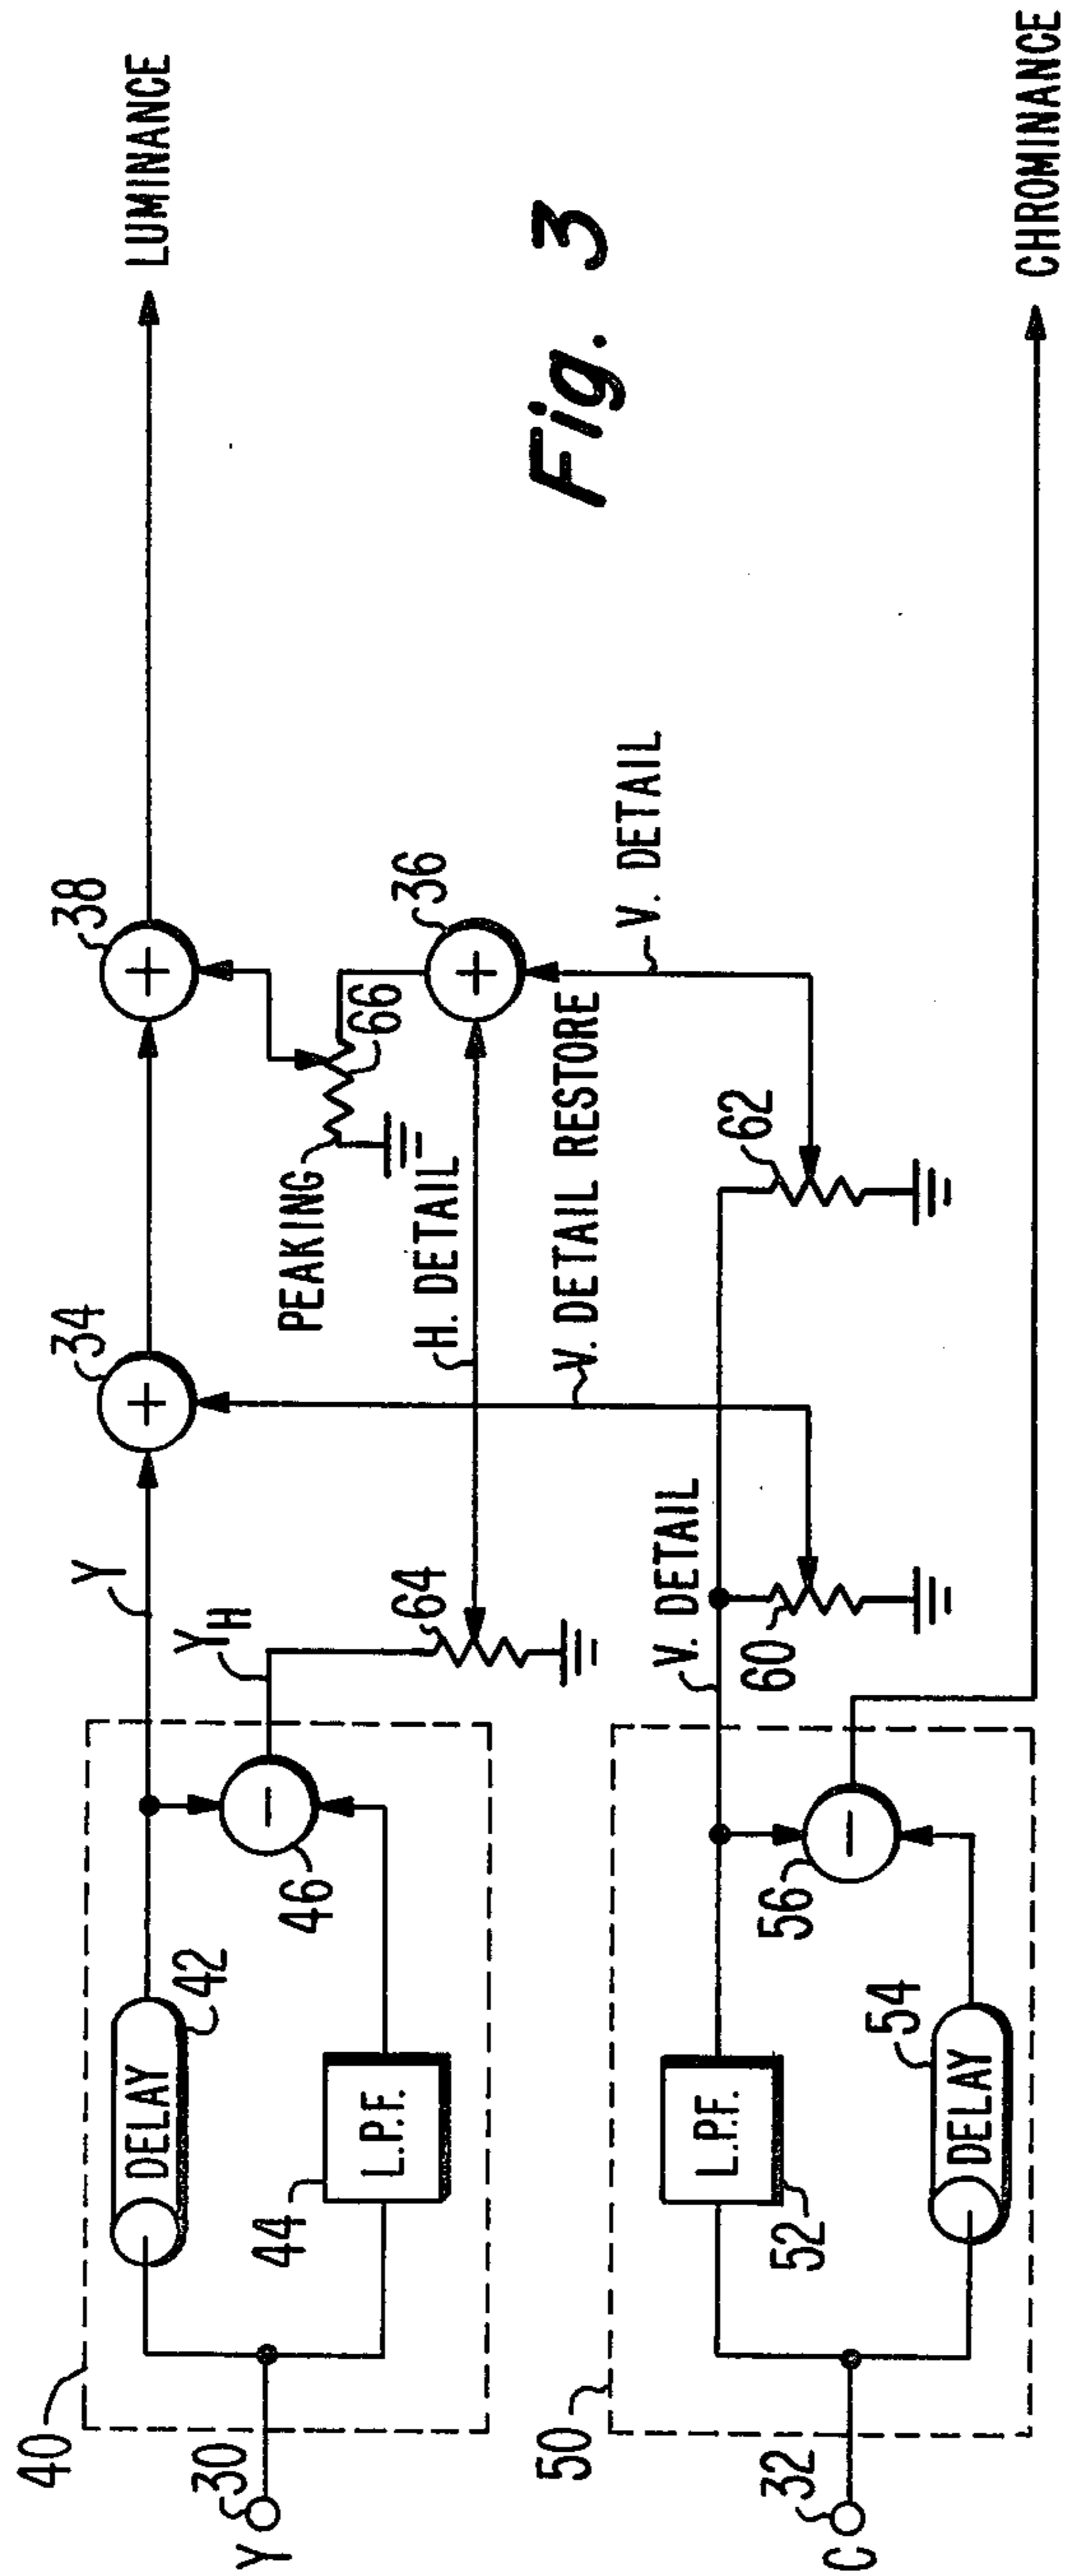 40
30
Y
DELAY
42
44
L.P.F.
46
Y
Y_H
64
34
+
38
+
LUMINANCE
PEAKING
66
H. DETAIL
36
+
V. DETAIL RESTORE
V. DETAIL
Fig. 3
50
32
C
L.P.F.
52
DELAY
54
56
V. DETAIL
60
62
CHROMINANCE